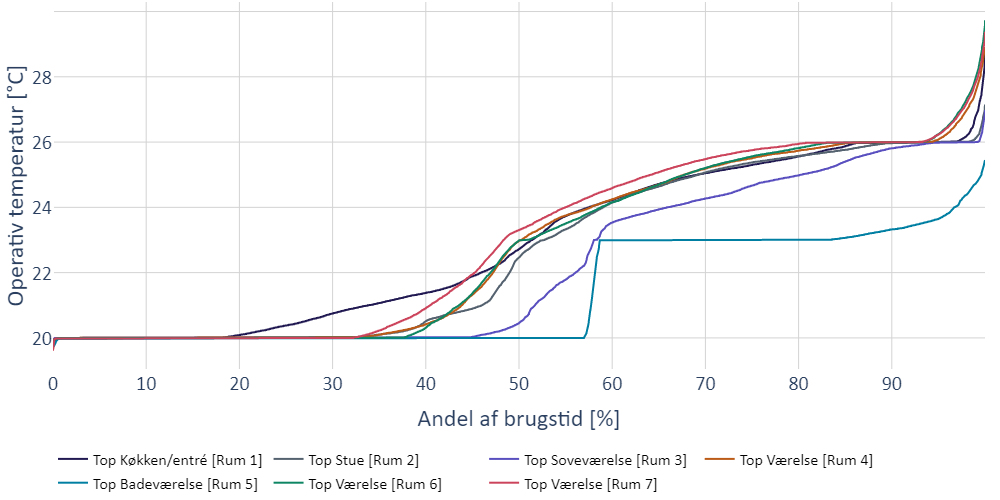 Operativ temperatur [°C]
28
26
24
22
20
0 10 20 30 40 50 60 70 80 90
Andel af brugstid [%]
Top Køkken/entré [Rum 1] Top Stue [Rum 2] Top Soveværelse [Rum 3] Top Værelse [Rum 4]
Top Badeværelse [Rum 5] Top Værelse [Rum 6] Top Værelse [Rum 7]